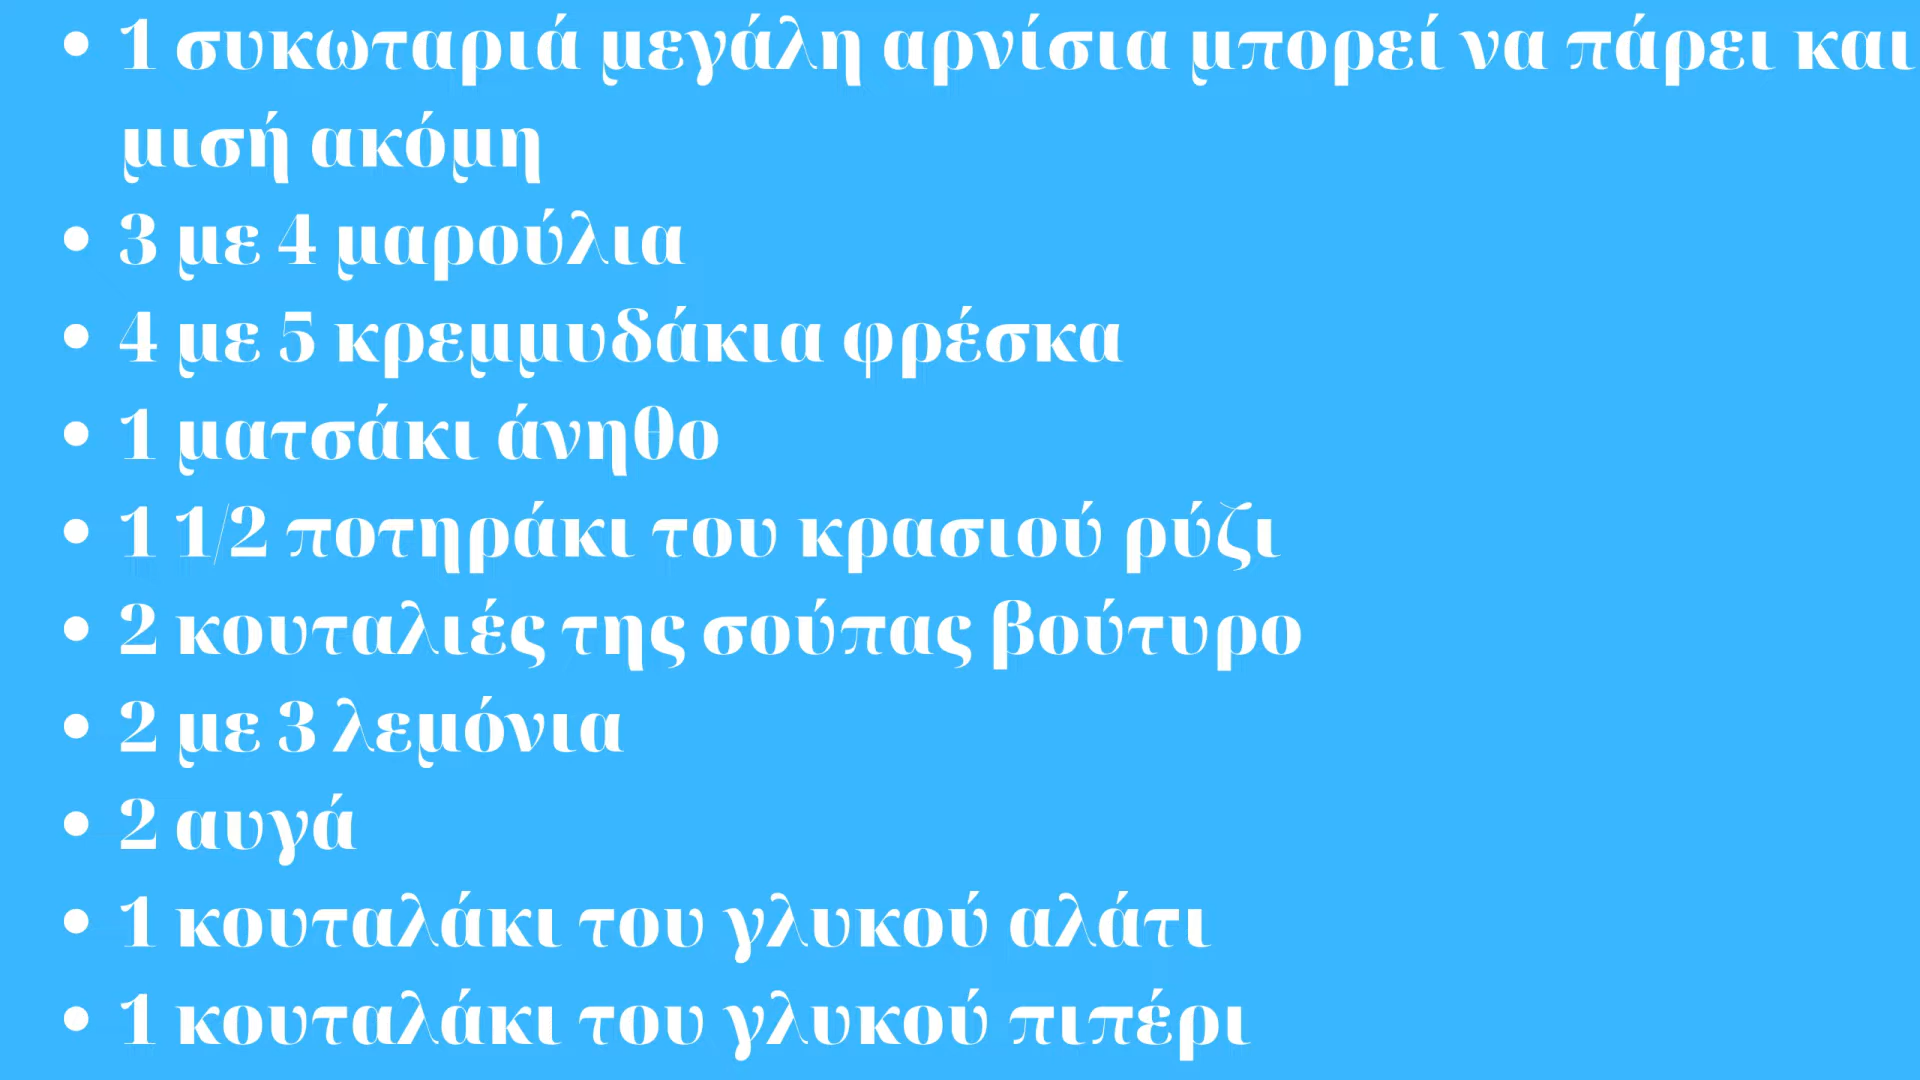 • 1 συκωταριά μεγάλη αρνίσια μπορεί να πάρει και
μισή ακόμη
• 3 με 4 μαρούλια
• 4 με 5 κρεμμυδάκια φρέσκα
• 1 ματσάκι άνηθο
• 1 1/2 ποτηράκι του κρασιού ρύζι
• 2 κουταλιές της σούπας βούτυρο
• 2 με 3 λεμόνια
• 2 αυγά
• 1 κουταλάκι του γλυκού αλάτι
• 1 κουταλάκι του γλυκού πιπέρι